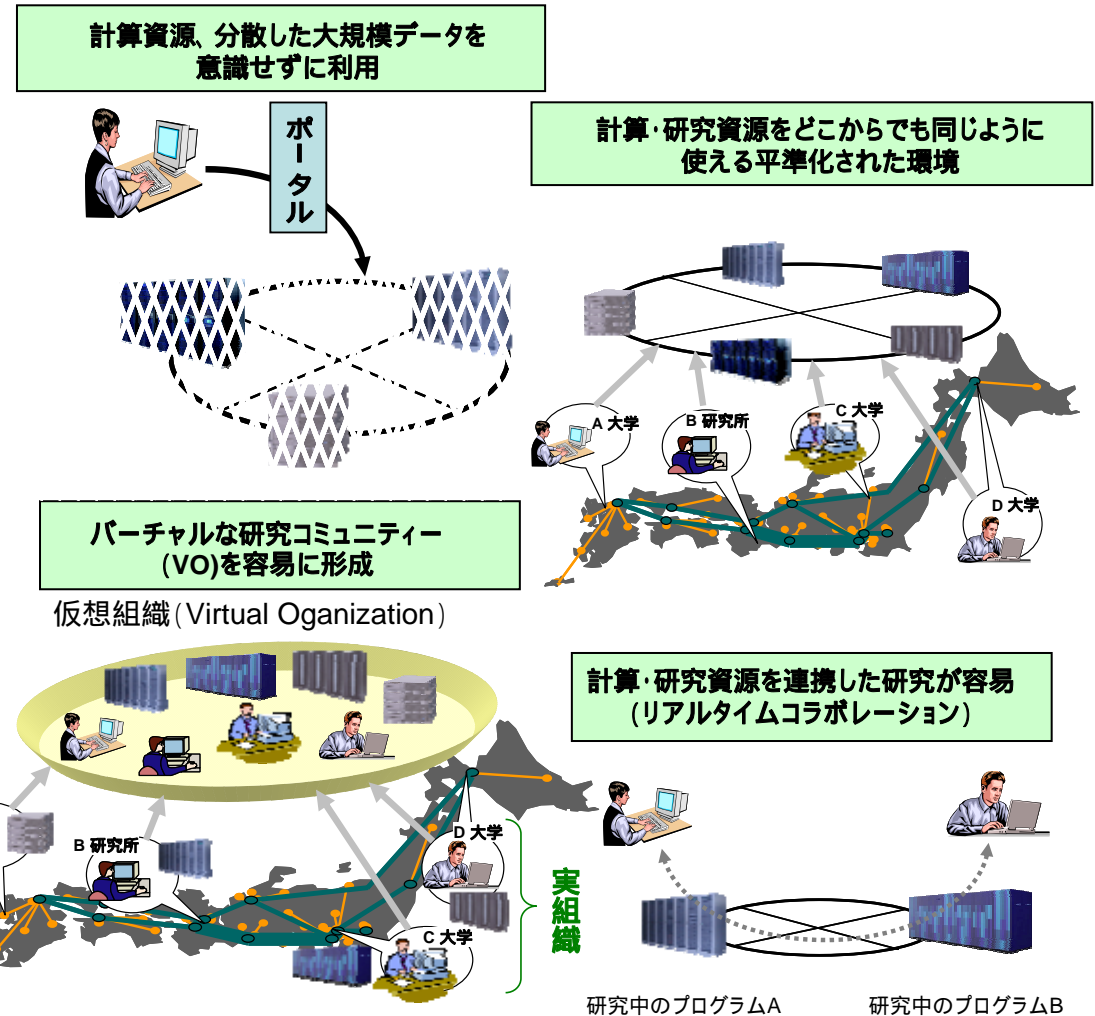 計算資源、分散した大規模データを
意識せずに利用
ポータル
計算・研究資源をどこからでも同じように
使える平準化された環境
A 大学
B 研究所
C 大学
D 大学
バーチャルな研究コミュニティー
(VO)を容易に形成
仮想組織(Virtual Oganization)
B 研究所
D 大学
C 大学
実組織
計算・研究資源を連携した研究が容易
(リアルタイムコラボレーション)
研究中のプログラムA
研究中のプログラムB